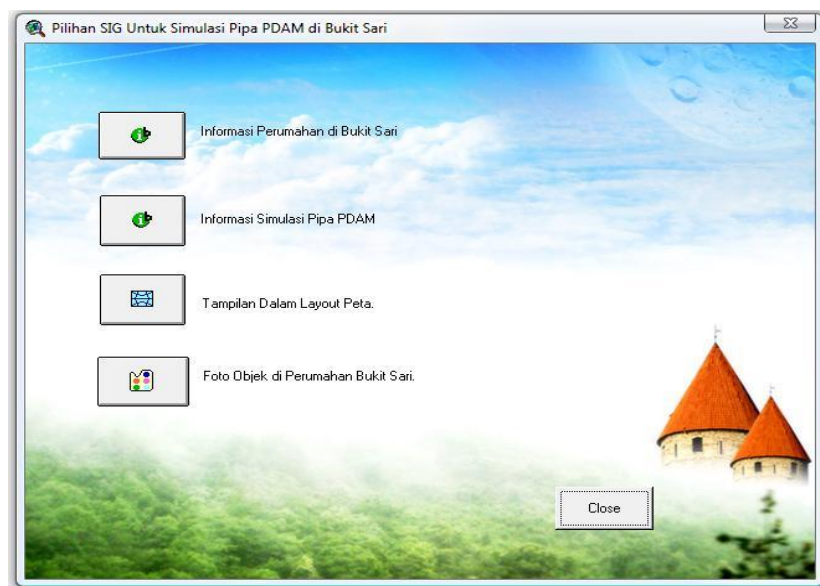 Pilihan SIG Untuk Simulasi Pipa PDAM di Bukit Sari
Informasi Perumahan di Bukit Sari
Informasi Simulasi Pipa PDAM
Tampilan Dalam Layout Peta.
Foto Objek di Perumahan Bukit Sari.
Close